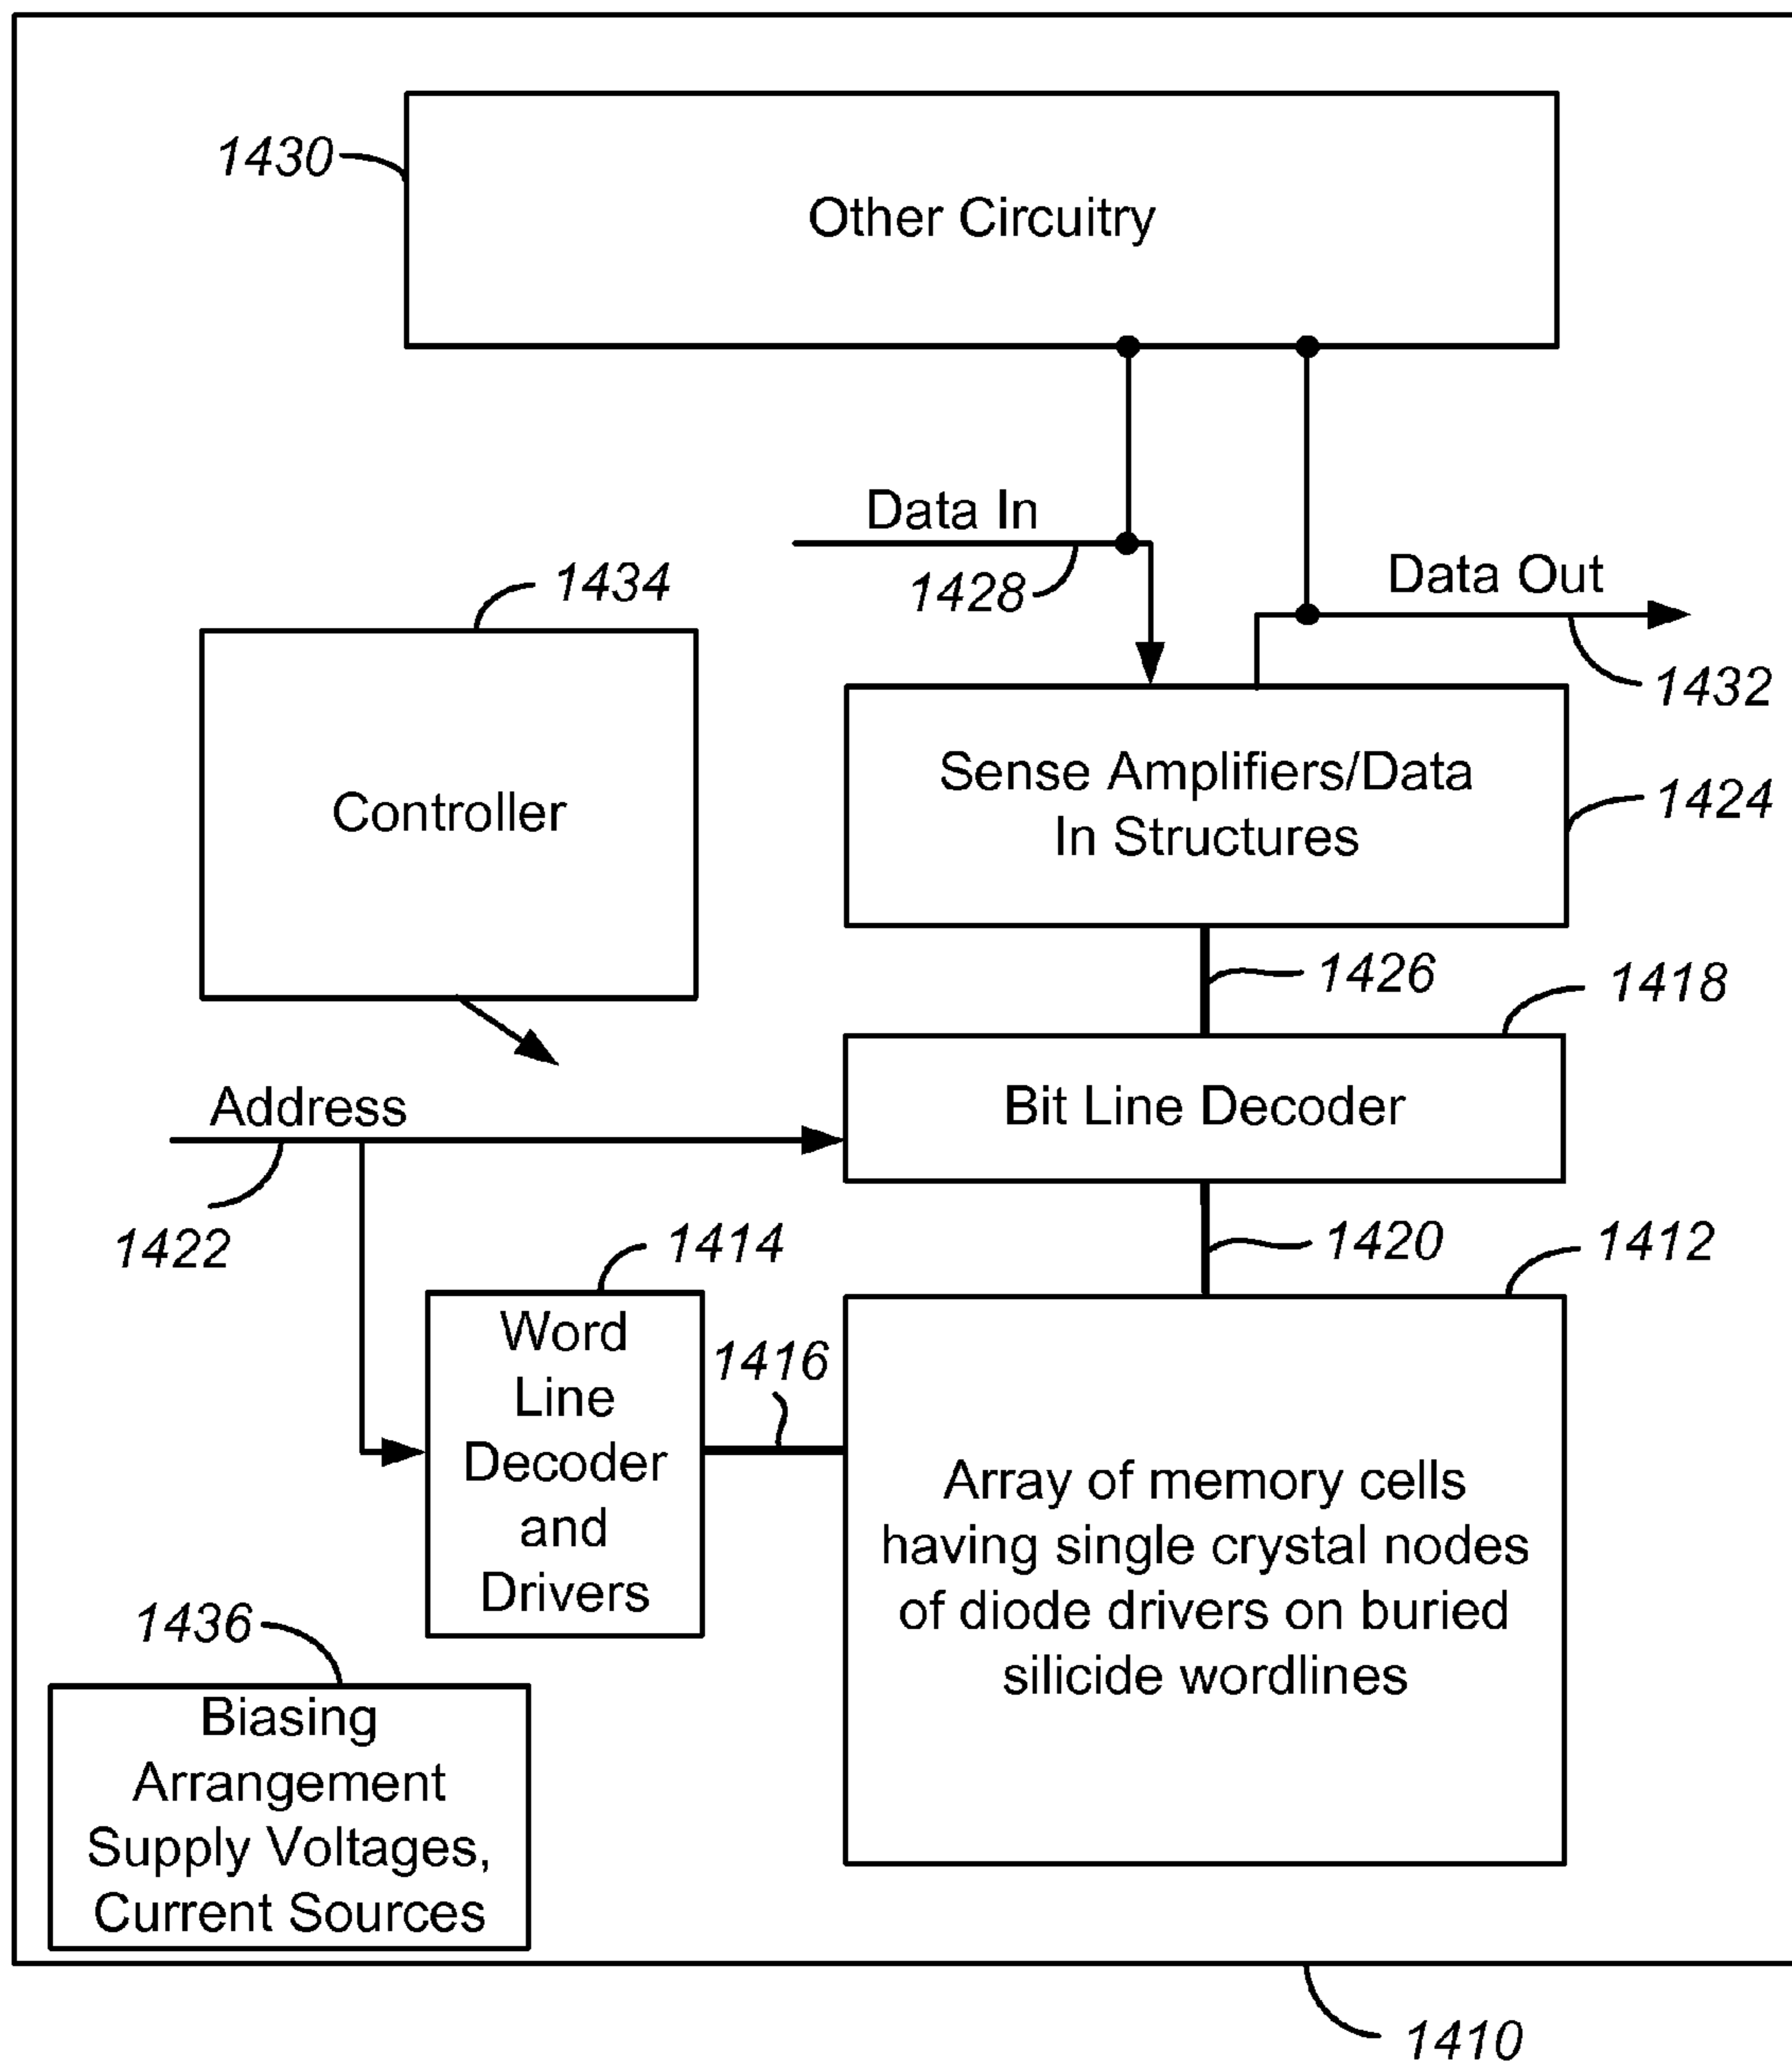 1430
Other Circuitry
Data In
1428
Data Out
1432
1434
Controller
Sense Amplifiers/Data
In Structures
1424
1426
1418
Address
Bit Line Decoder
1422
1420
1412
1414
Word
Line
Decoder
and
Drivers
1416
Array of memory cells
having single crystal nodes
of diode drivers on buried
silicide wordlines
1436
Biasing
Arrangement
Supply Voltages,
Current Sources
1410